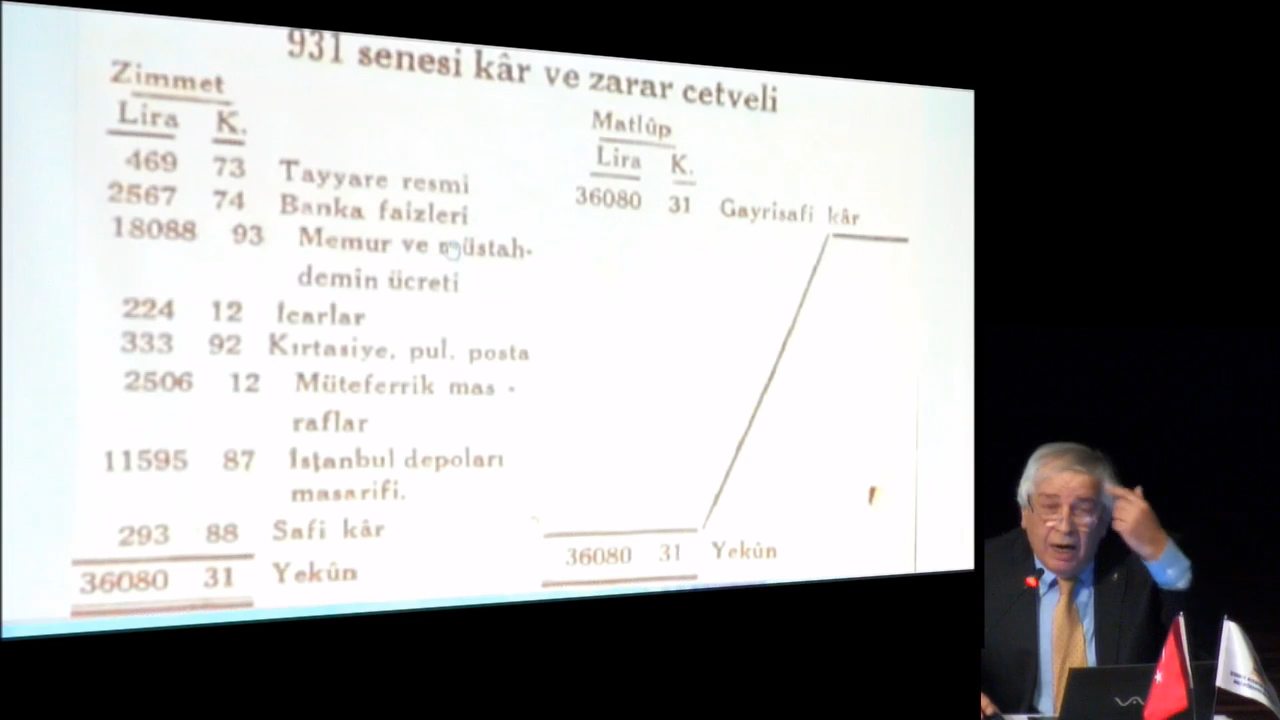 931 senesi kâr ve zarar cetveli
Zimmet
Lira K.
469 73 Tayyare resmi
2567 74 Banka faizleri
18088 93 Memur ve müstah-
demin ücreti
224 12 İcarlar
333 92 Kırtasiye, pul, posta
2506 12 Müteferrik mas -
raflar
11595 87 İstanbul depoları
masarifi.
293 88 Safi kâr
36080 31 Yekûn
Matlûp
Lira K.
36080 31 Gayrisafi kâr
36080 31 Yekûn
VAIO